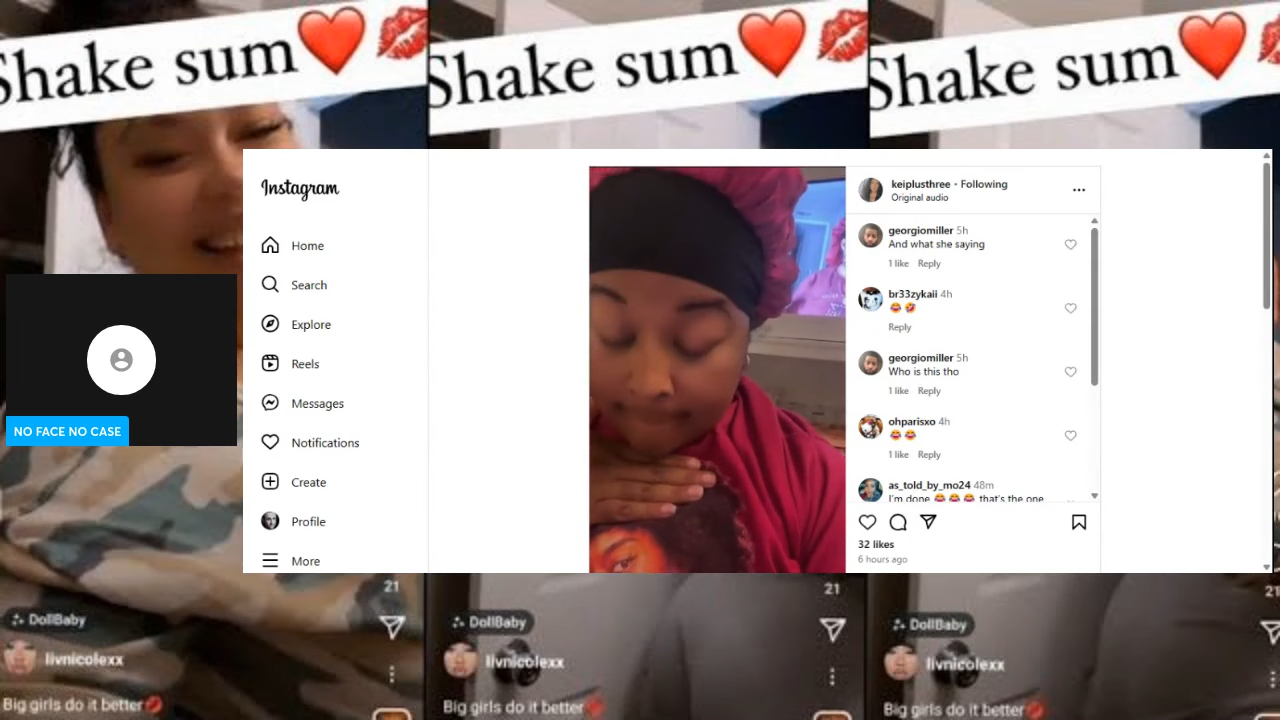 Shake sum❤️💋
Shake sum❤️💋
Shake sum❤️💋
Instagram
Home
Search
Explore
Reels
Messages
Notifications
Create
Profile
More
NO FACE NO CASE
keiplusthree • Following
Original audio
georgiomiller 5h
And what she saying
1 like Reply
br33zykaii 4h
😂🤣
Reply
georgiomiller 5h
Who is this tho
1 like Reply
ohparisxo 4h
😂😂
1 like Reply
as_told_by_mo24 48m
I'm done 😂😂😂 that's the one
32 likes
6 hours ago
21
DollBaby
livnicolexx
Big girls do it better💋
21
DollBaby
livnicolexx
Big girls do it better💋
21
DollBaby
livnicolexx
Big girls do it better💋